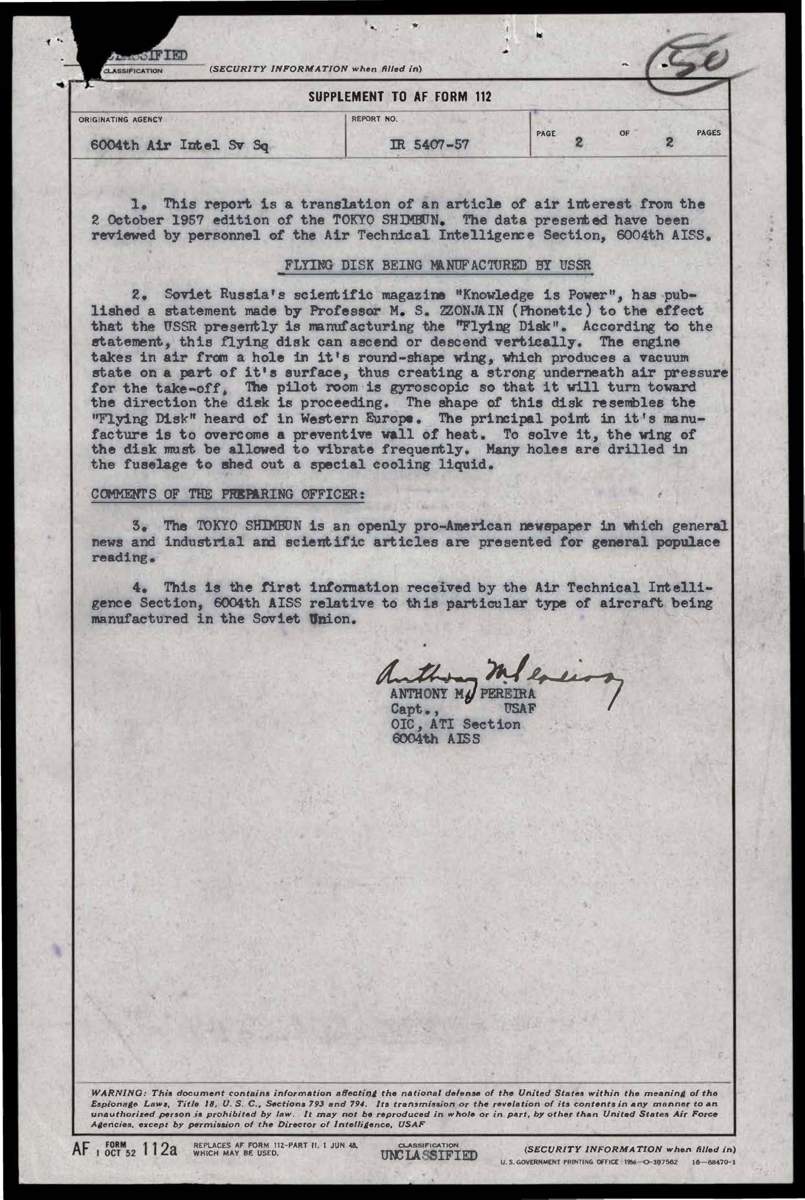 UNCLASSIFIED
CLASSIFICATION
(SECURITY INFORMATION when filled in)
50
SUPPLEMENT TO AF FORM 112
ORIGINATING AGENCY
6004th Air Intel Sv Sq
REPORT NO.
IR 5407-57
PAGE 2 OF 2 PAGES
1. This report is a translation of an article of air interest from the
2 October 1957 edition of the TOKYO SHIMBUN. The data presented have been
reviewed by personnel of the Air Technical Intelligence Section, 6004th AISS.
FLYING DISK BEING MANUFACTURED BY USSR
2. Soviet Russia's scientific magazine "Knowledge is Power", has pub-
lished a statement made by Professor M. S. ZZONJAIN (Phonetic) to the effect
that the USSR presently is manufacturing the "Flying Disk". According to the
statement, this flying disk can ascend or descend vertically. The engine
takes in air from a hole in it's round-shape wing, which produces a vacuum
state on a part of it's surface, thus creating a strong underneath air pressure
for the take-off. The pilot room is gyroscopic so that it will turn toward
the direction the disk is proceeding. The shape of this disk resembles the
"Flying Disk" heard of in Western Europe. The principal point in it's manu-
facture is to overcome a preventive wall of heat. To solve it, the wing of
the disk must be allowed to vibrate frequently. Many holes are drilled in
the fuselage to shed out a special cooling liquid.
COMMENTS OF THE PREPARING OFFICER:
3. The TOKYO SHIMBUN is an openly pro-American newspaper in which general
news and industrial and scientific articles are presented for general populace
reading.
4. This is the first information received by the Air Technical Intelli-
gence Section, 6004th AISS relative to this particular type of aircraft being
manufactured in the Soviet Union.
Anthony M. Pereira
ANTHONY M. PEREIRA
Capt., USAF
OIC, ATI Section
6004th AISS
WARNING: This document contains information affecting the national defense of the United States within the meaning of the
Espionage Laws, Title 18, U. S. C., Sections 793 and 794. Its transmission or the revelation of its contents in any manner to an
unauthorized person is prohibited by law. It may not be reproduced in whole or in part, by other than United States Air Force
Agencies, except by permission of the Director of Intelligence, USAF
AF FORM 1 OCT 52 112a
REPLACES AF FORM 112-PART II, 1 JUN 48,
WHICH MAY BE USED.
CLASSIFICATION
UNCLASSIFIED
(SECURITY INFORMATION when filled in)
U. S. GOVERNMENT PRINTING OFFICE: 1956—O-387562 16—68470-1